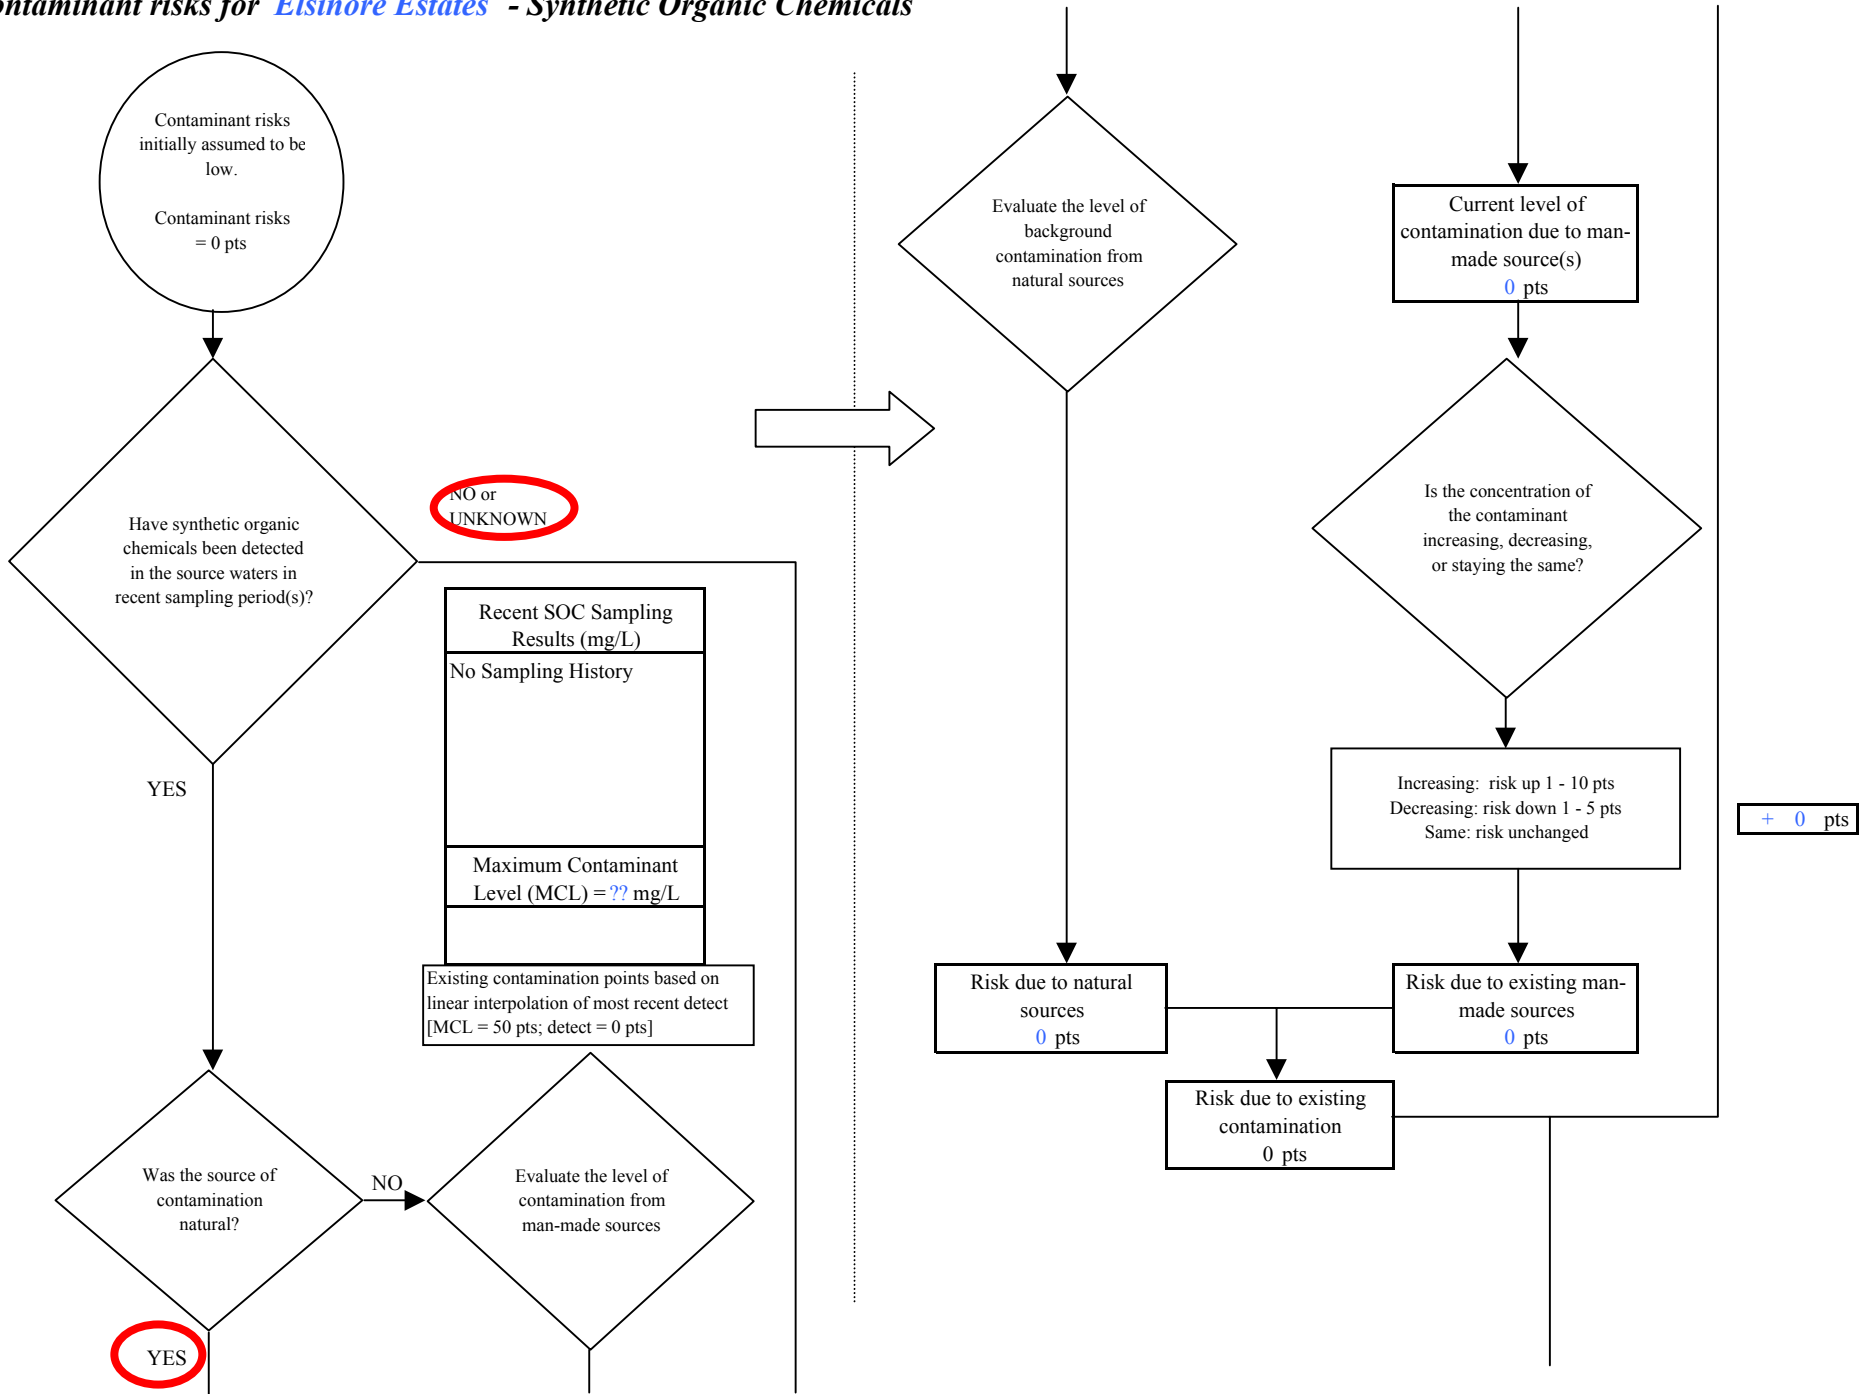 ontaminant risks for Elsinore Estates - Synthetic Organic Chemicals
Contaminant risks
initially assumed to be
low.
Contaminant risks
= 0 pts
Have synthetic organic
chemicals been detected
in the source waters in
recent sampling period(s)?
NO or
UNKNOWN
YES
Recent SOC Sampling
Results (mg/L)
No Sampling History
Maximum Contaminant
Level (MCL) = ?? mg/L
Existing contamination points based on
linear interpolation of most recent detect
[MCL = 50 pts; detect = 0 pts]
Was the source of
contamination
natural?
NO
YES
Evaluate the level of
contamination from
man-made sources
Evaluate the level of
background
contamination from
natural sources
Current level of
contamination due to man-
made source(s)
0 pts
Is the concentration of
the contaminant
increasing, decreasing,
or staying the same?
Increasing: risk up 1 - 10 pts
Decreasing: risk down 1 - 5 pts
Same: risk unchanged
+ 0 pts
Risk due to natural
sources
0 pts
Risk due to existing man-
made sources
0 pts
Risk due to existing
contamination
0 pts